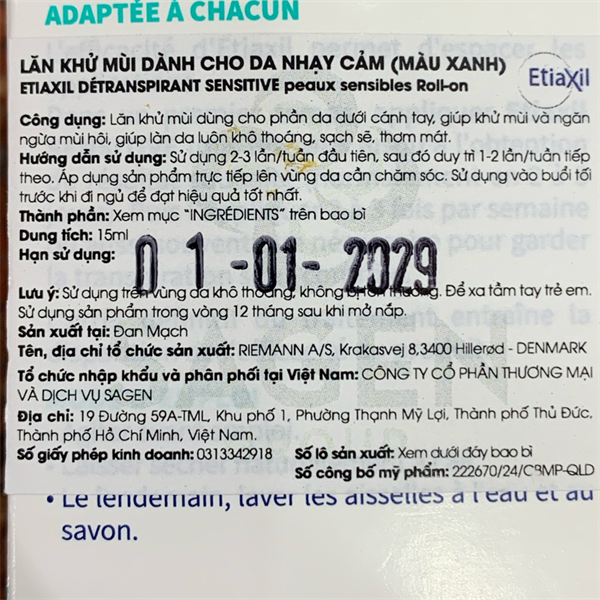 ADAPTÉE À CHACUN
LĂN KHỬ MÙI DÀNH CHO DA NHẠY CẢM (MẪU XANH)
ETIAXIL DÉTRANSPIRANT SENSITIVE peaux sensibles Roll-on
Etiaxil
Công dụng: Lăn khử mùi dùng cho phần da dưới cánh tay, giúp khử mùi và ngăn
ngừa mùi hôi, giúp làn da luôn khô thoáng, sạch sẽ, thơm mát.
Hướng dẫn sử dụng: Sử dụng 2-3 lần/tuần đầu tiên, sau đó duy trì 1-2 lần/tuần tiếp
theo. Áp dụng sản phẩm trực tiếp lên vùng da cần chăm sóc. Sử dụng vào buổi tối
trước khi đi ngủ để đạt hiệu quả tốt nhất.
Thành phần: Xem mục "INGRÉDIENTS" trên bao bì
Dung tích: 15ml
Hạn sử dụng:
01-01-2029
Lưu ý: Sử dụng trên vùng da khô thoáng, không bị tổn thương. Để xa tầm tay trẻ em.
Sử dụng sản phẩm trong vòng 12 tháng sau khi mở nắp.
Sản xuất tại: Đan Mạch
Tên, địa chỉ tổ chức sản xuất: RIEMANN A/S, Krakasvej 8,3400 Hillerød - DENMARK
Tổ chức nhập khẩu và phân phối tại Việt Nam: CÔNG TY CỔ PHẦN THƯƠNG MẠI
VÀ DỊCH VỤ SAGEN
Địa chỉ: 19 Đường 59A-TML, Khu phố 1, Phường Thạnh Mỹ Lợi, Thành phố Thủ Đức,
Thành phố Hồ Chí Minh, Việt Nam.
Số giấy phép kinh doanh: 0313342918
Số lô sản xuất: Xem dưới đáy bao bì
Số công bố mỹ phẩm: 222670/24/CBMP-QLD
• Le lendemain, laver les aisselles à l'eau et au
savon.